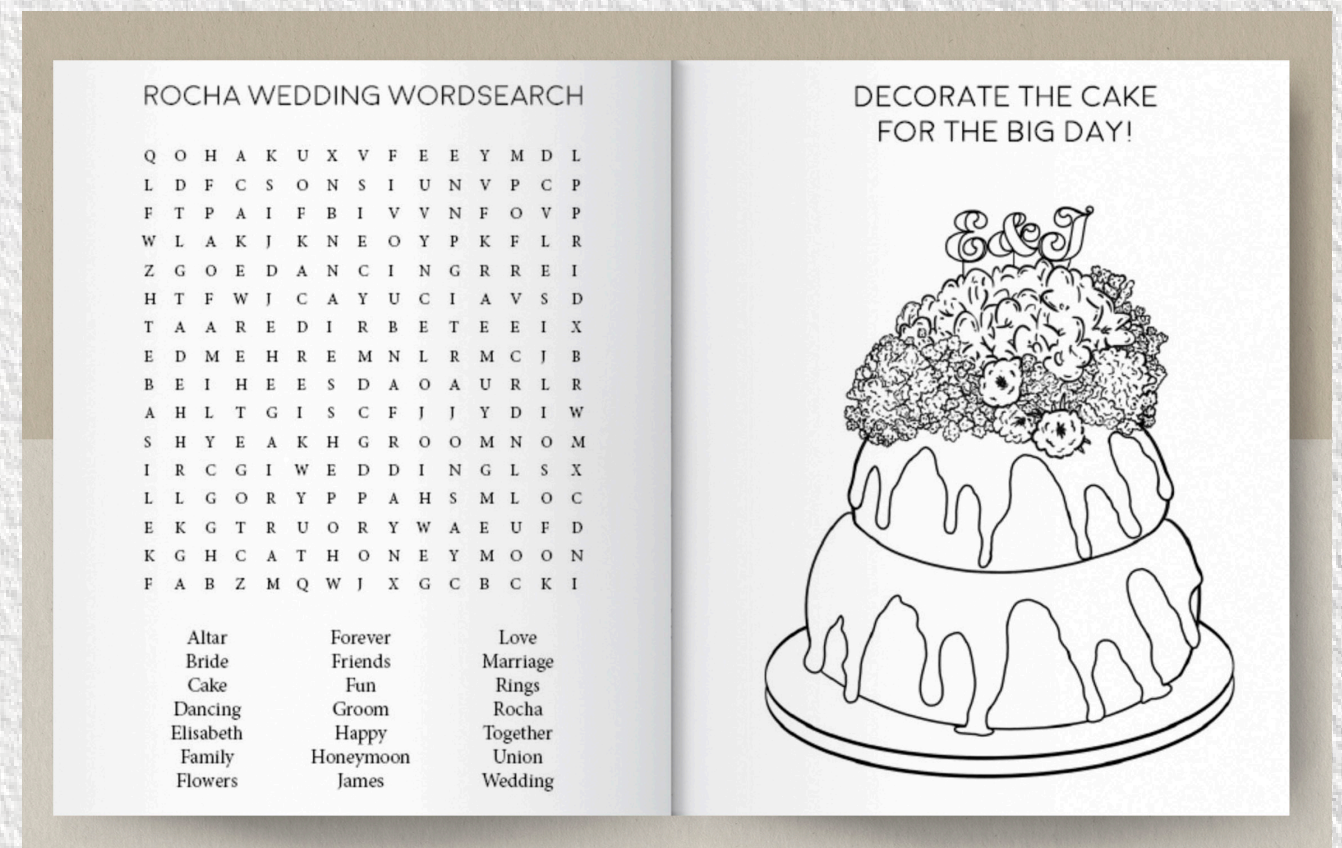 ROCHA WEDDING WORDSEARCH
Q O H A K U X V F E E Y M D L
L D F C S O N S I U N V P C P
F T P A I F B I V V N F O V P
W L A K J K N E O Y P K F L R
Z G O E D A N C I N G R R E I
H T F W J C A Y U C I A V S D
T A A R E D I R B E T E E I X
E D M E H R E M N L R M C J B
B E I H E E S D A O A U R L R
A H L T G I S C F J J Y D I W
S H Y E A K H G R O O M N O M
I R C G I W E D D I N G L S X
L L G O R Y P P A H S M L O C
E K G T R U O R Y W A E U F D
K G H C A T H O N E Y M O O N
F A B Z M Q W J X G C B C K I
Altar Forever Love
Bride Friends Marriage
Cake Fun Rings
Dancing Groom Rocha
Elisabeth Happy Together
Family Honeymoon Union
Flowers James Wedding
DECORATE THE CAKE
FOR THE BIG DAY!
E&J